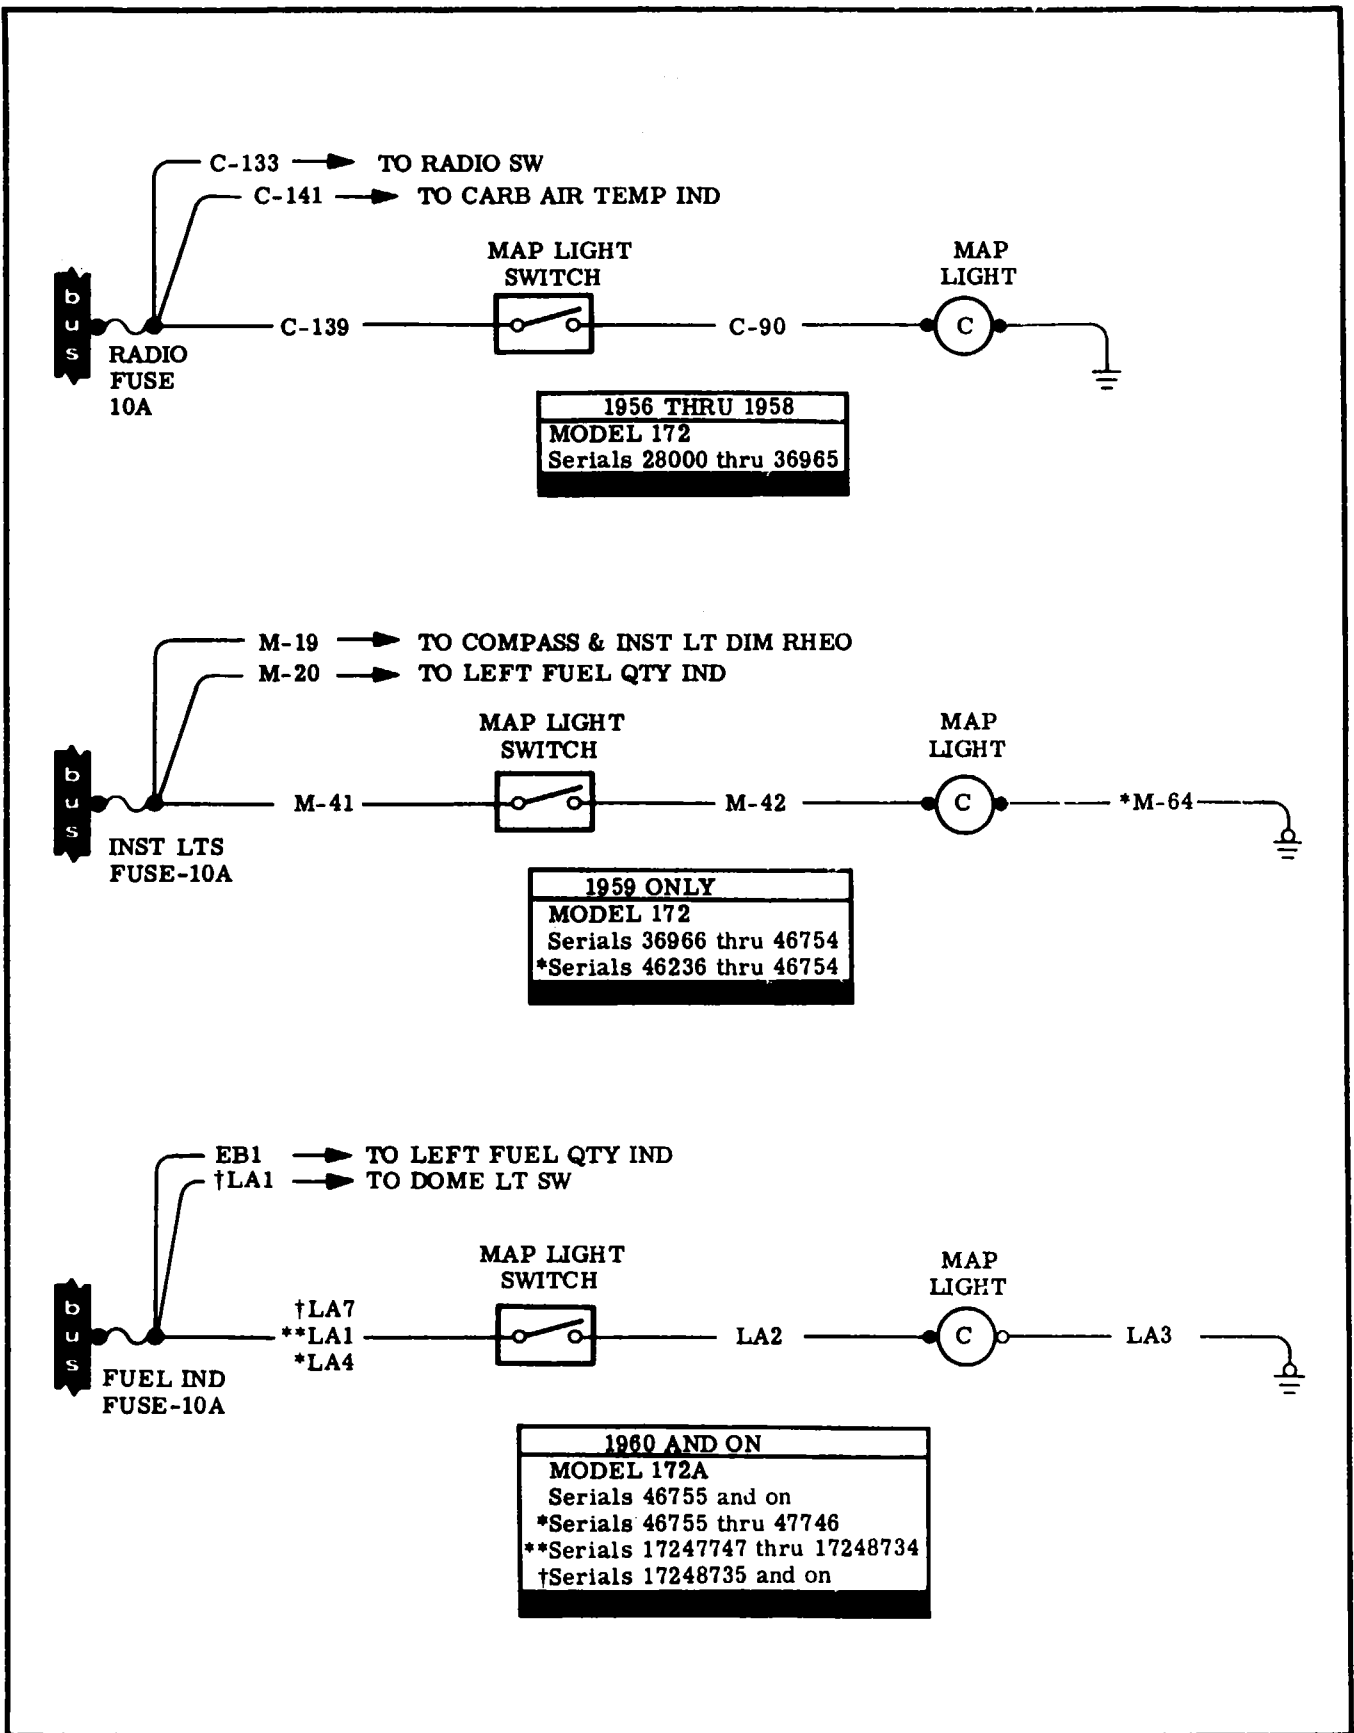 C-133 TO RADIO SW
C-141 TO CARB AIR TEMP IND
MAP LIGHT
SWITCH
MAP
LIGHT
bus
C-139
C-90
C
RADIO
FUSE
10A
1956 THRU 1958
MODEL 172
Serials 28000 thru 36965
M-19 TO COMPASS & INST LT DIM RHEO
M-20 TO LEFT FUEL QTY IND
MAP LIGHT
SWITCH
MAP
LIGHT
bus
M-41
M-42
C
*M-64
INST LTS
FUSE-10A
1959 ONLY
MODEL 172
Serials 36966 thru 46754
*Serials 46236 thru 46754
EB1 TO LEFT FUEL QTY IND
†LA1 TO DOME LT SW
MAP LIGHT
SWITCH
MAP
LIGHT
bus
†LA7
**LA1
*LA4
LA2
C
LA3
FUEL IND
FUSE-10A
1960 AND ON
MODEL 172A
Serials 46755 and on
*Serials 46755 thru 47746
**Serials 17247747 thru 17248734
†Serials 17248735 and on